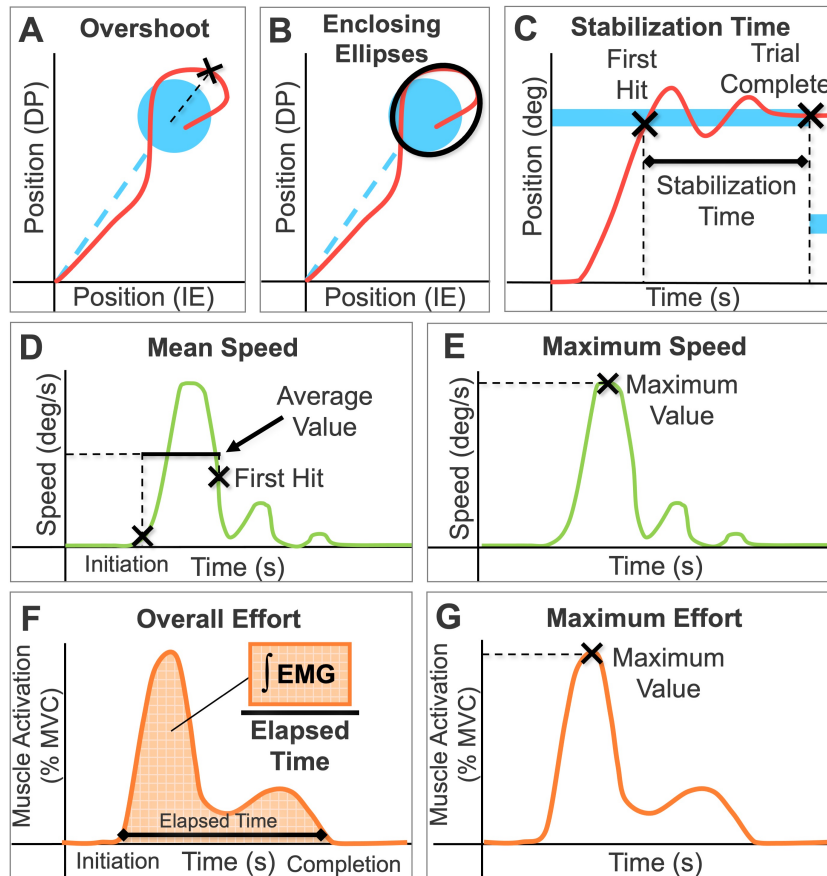 A
Overshoot
Position (DP)
Position (IE)
B
Enclosing
Ellipses
Position (DP)
Position (IE)
C
Stabilization Time
First
Hit
Trial
Complete
Stabilization
Time
Position (deg)
Time (s)
D
Mean Speed
Average
Value
First Hit
Speed (deg/s)
Initiation
Time (s)
E
Maximum Speed
Maximum
Value
Speed (deg/s)
Time (s)
F
Overall Effort
∫ EMG
Elapsed
Time
Elapsed Time
Muscle Activation
(% MVC)
Initiation
Time (s)
Completion
G
Maximum Effort
Maximum
Value
Muscle Activation
(% MVC)
Time (s)